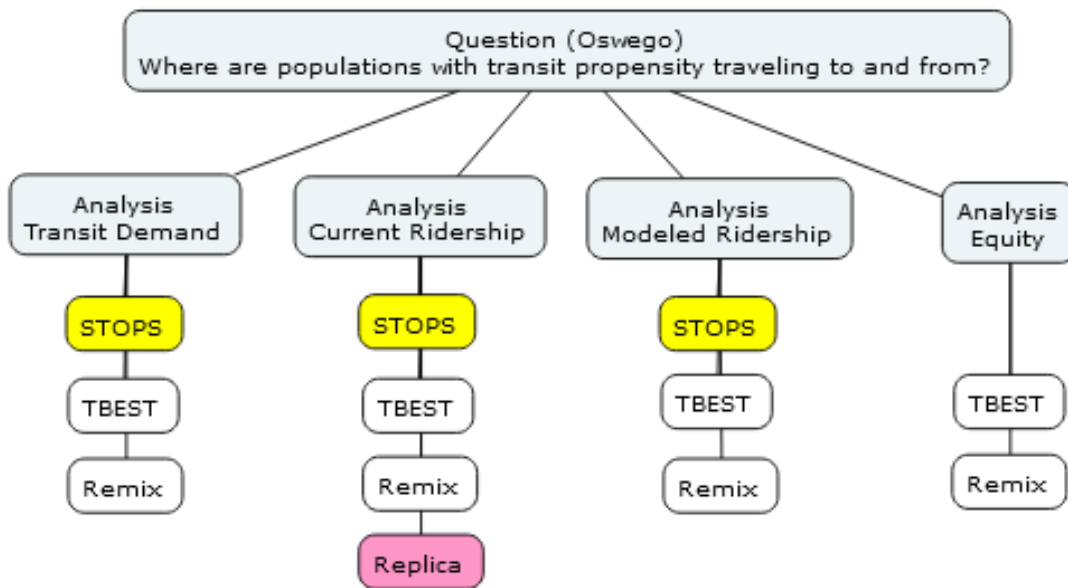 Question (Oswego)
Where are populations with transit propensity traveling to and from?
Analysis
Transit Demand
Analysis
Current Ridership
Analysis
Modeled Ridership
Analysis
Equity
STOPS
STOPS
STOPS
TBEST
TBEST
TBEST
TBEST
Remix
Remix
Remix
Remix
Replica